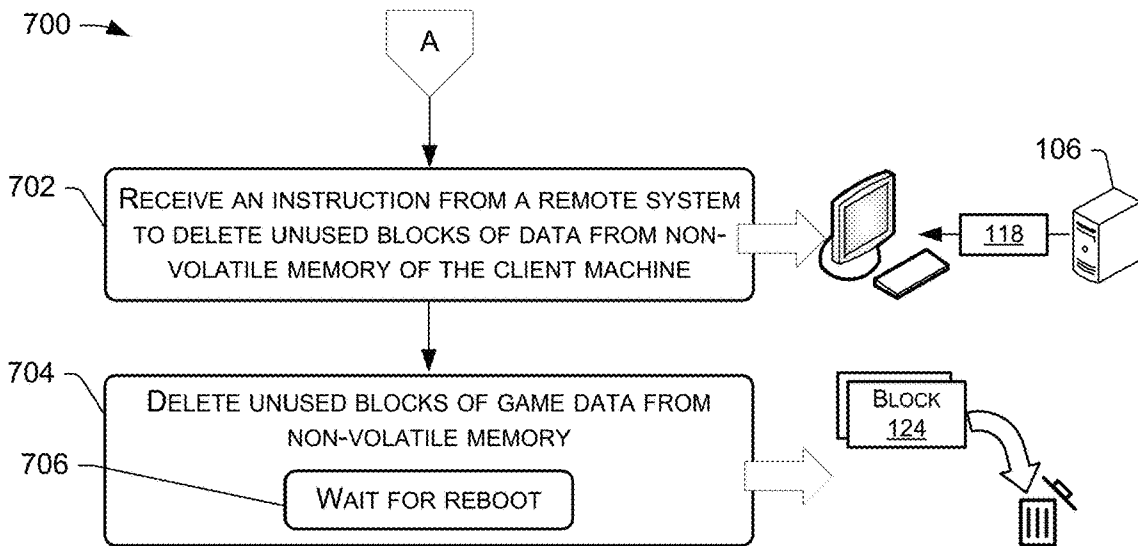 700
A
702
RECEIVE AN INSTRUCTION FROM A REMOTE SYSTEM
TO DELETE UNUSED BLOCKS OF DATA FROM NON-
VOLATILE MEMORY OF THE CLIENT MACHINE
118
106
704
DELETE UNUSED BLOCKS OF GAME DATA FROM
NON-VOLATILE MEMORY
706
WAIT FOR REBOOT
BLOCK
124